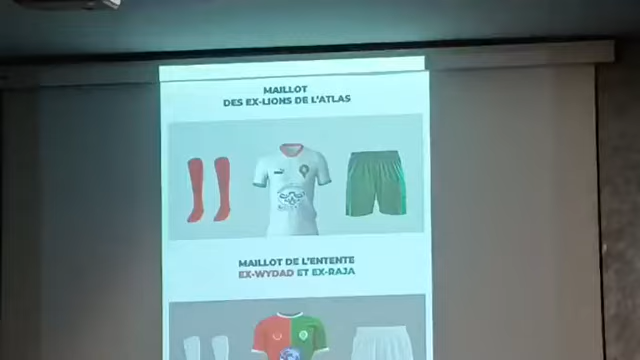 MAILLOT
DES EX-LIONS DE L'ATLAS
MAILLOT DE L'ENTENTE
EX-WYDAD ET EX-RAJA